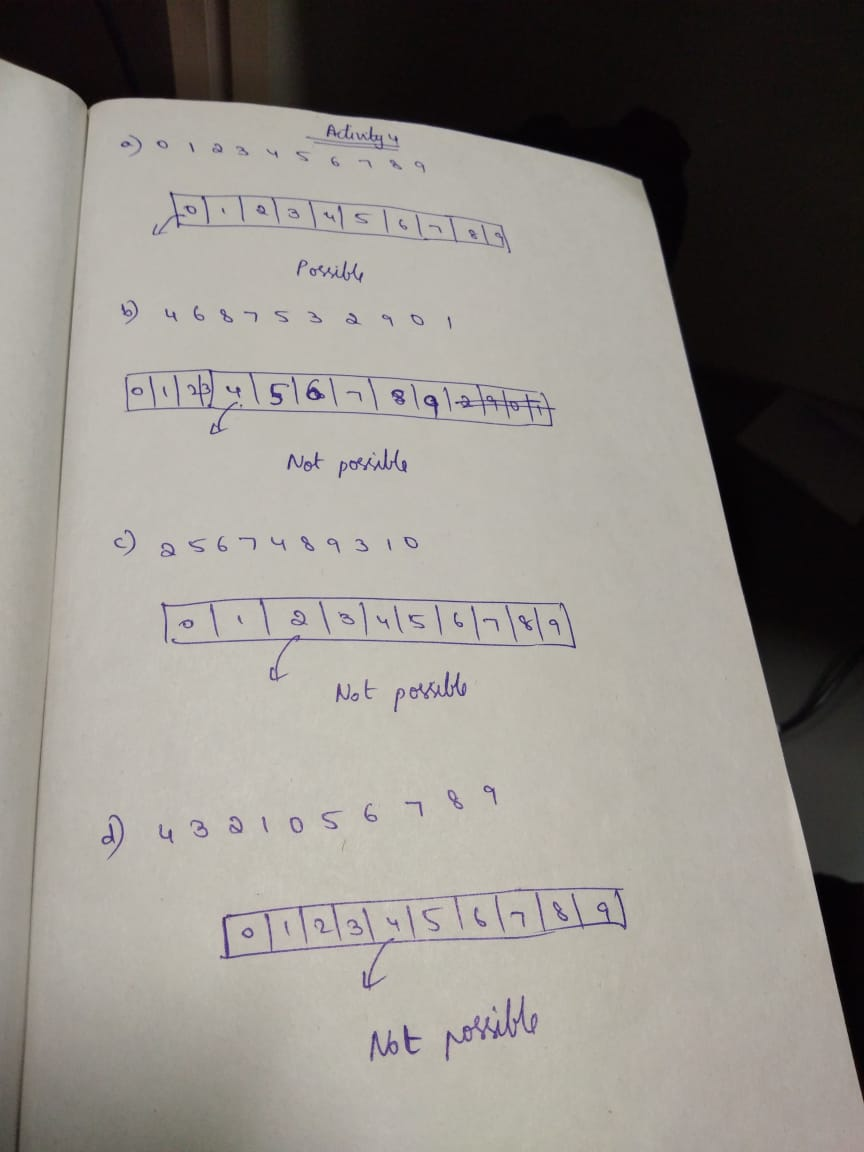 Activity 4
a) 0 1 2 3 4 5 6 7 8 9
0 1 2 3 4 5 6 7 8 9
Possible
b) 4 6 8 7 5 3 2 9 0 1
0 1 2 3 4 5 6 7 8 9 2 9 0 1
Not possible
c) 2 5 6 7 4 8 9 3 1 0
0 1 2 3 4 5 6 7 8 9
Not possible
d) 4 3 2 1 0 5 6 7 8 9
0 1 2 3 4 5 6 7 8 9
Not possible